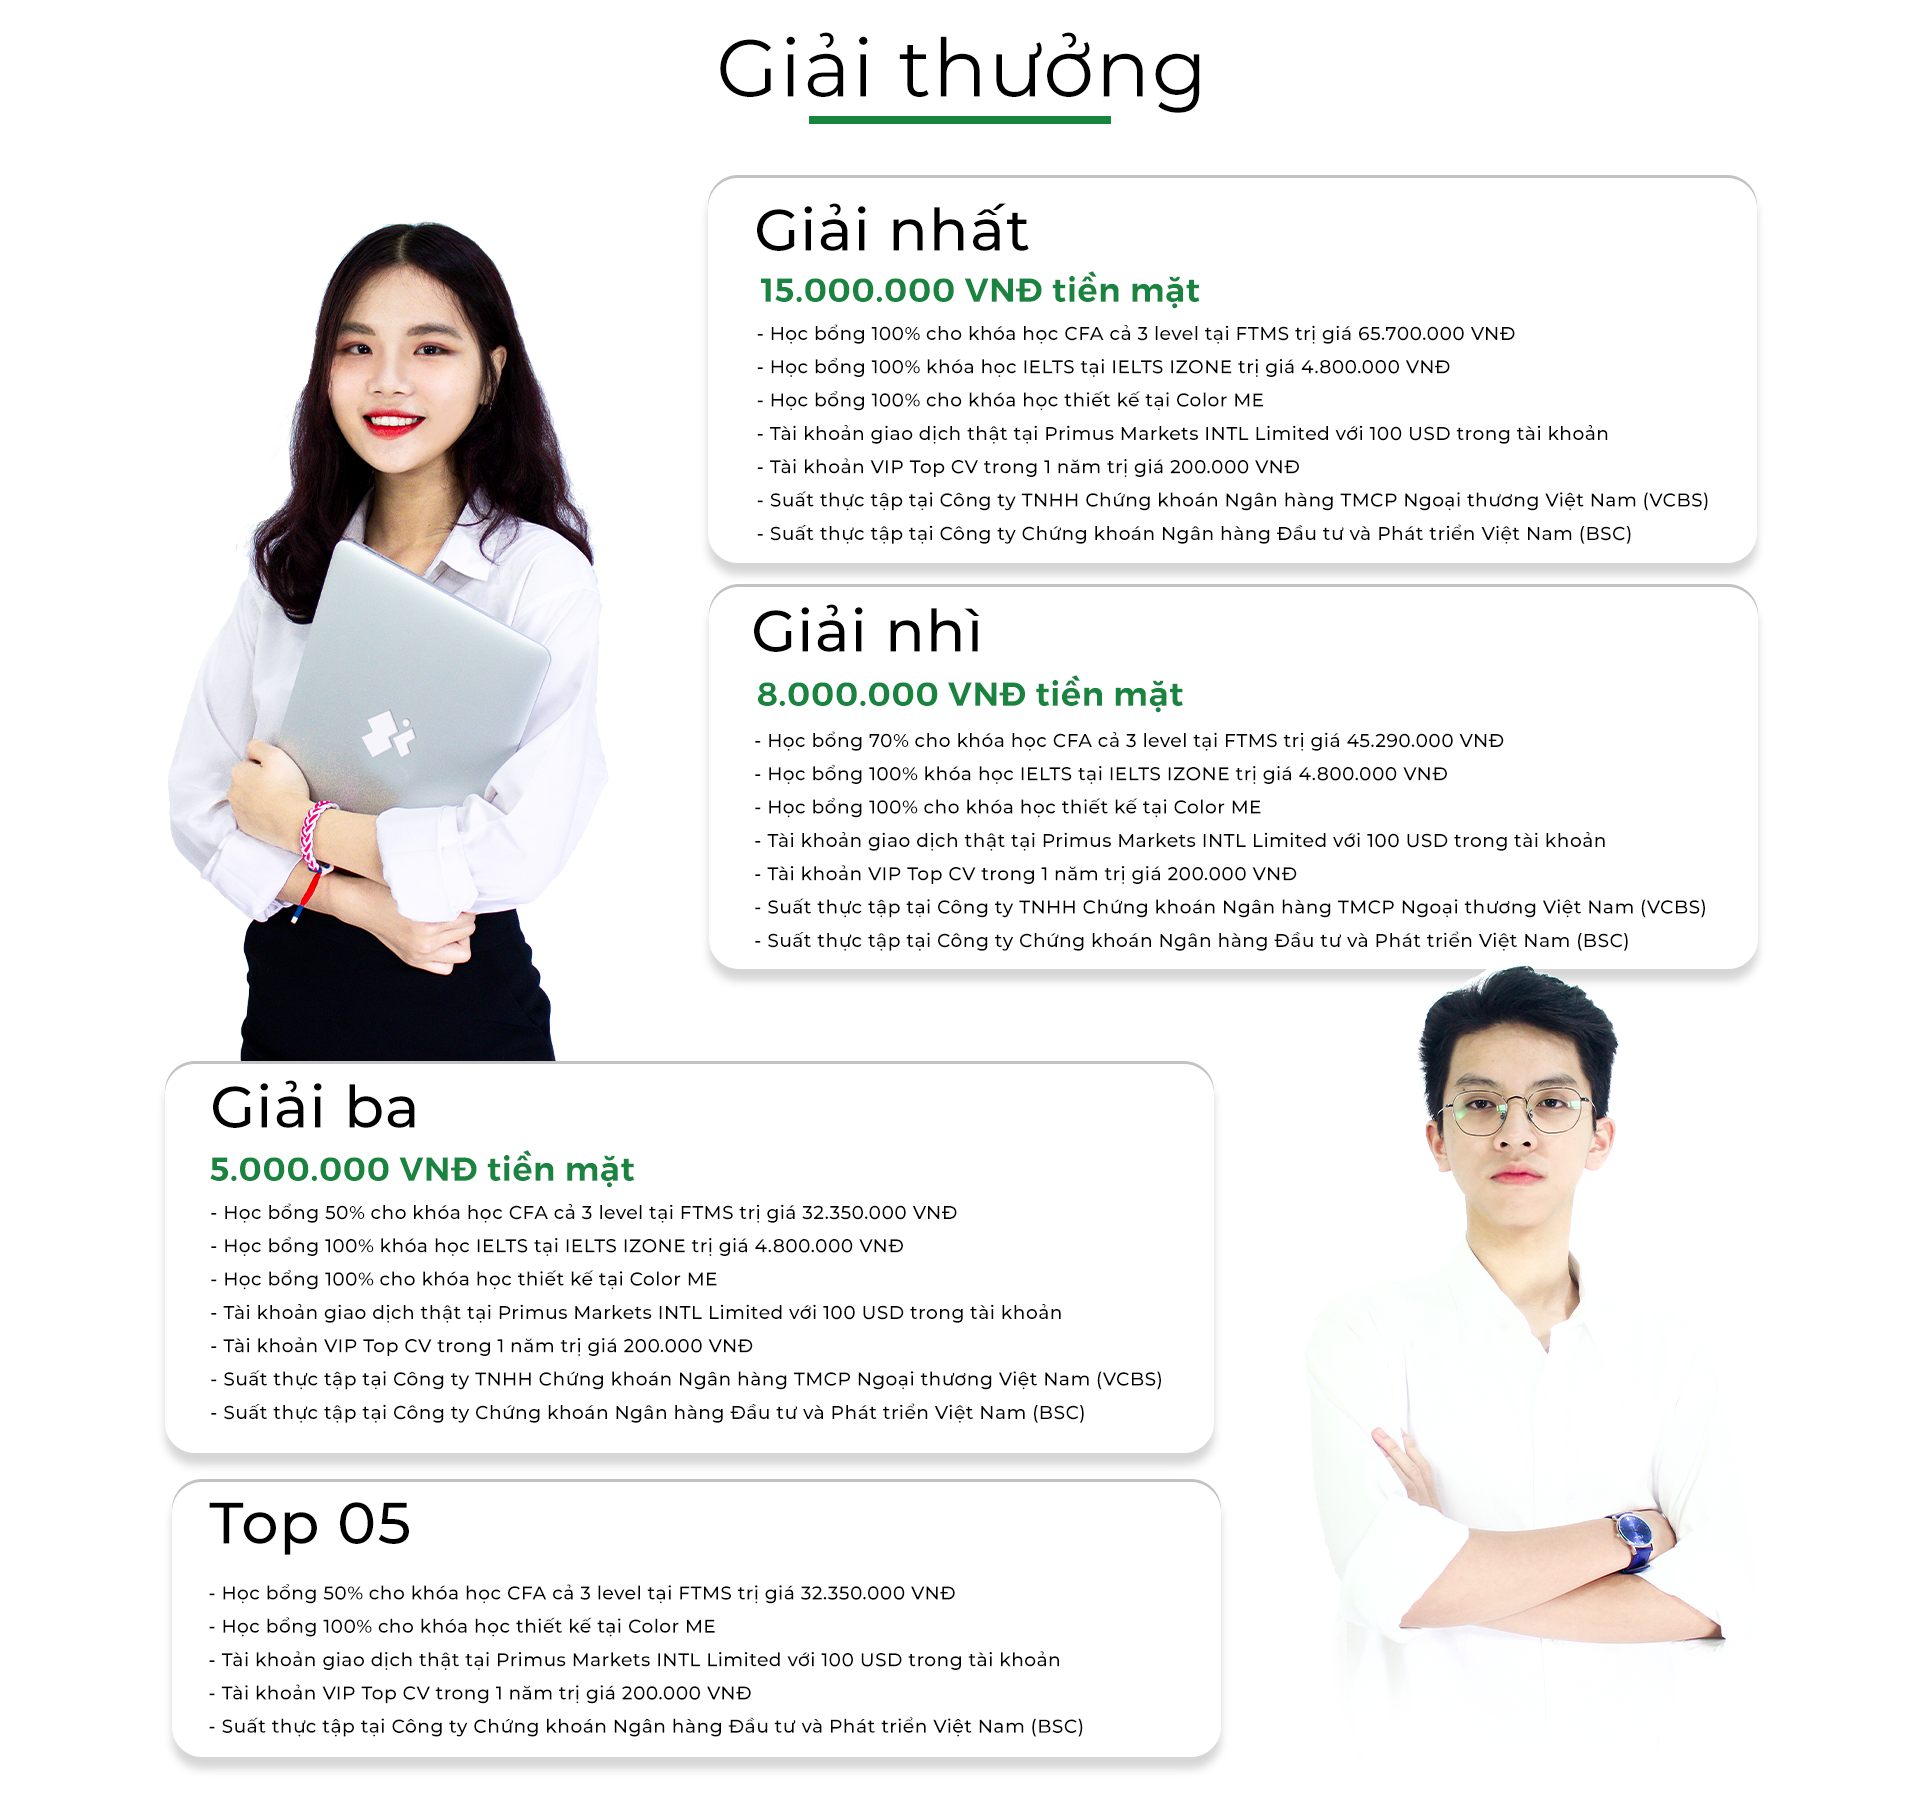 Giải thưởng
Giải nhất
15.000.000 VNĐ tiền mặt
- Học bổng 100% cho khóa học CFA cả 3 level tại FTMS trị giá 65.700.000 VNĐ
- Học bổng 100% khóa học IELTS tại IELTS IZONE trị giá 4.800.000 VNĐ
- Học bổng 100% cho khóa học thiết kế tại Color ME
- Tài khoản giao dịch thật tại Primus Markets INTL Limited với 100 USD trong tài khoản
- Tài khoản VIP Top CV trong 1 năm trị giá 200.000 VNĐ
- Suất thực tập tại Công ty TNHH Chứng khoán Ngân hàng TMCP Ngoại thương Việt Nam (VCBS)
- Suất thực tập tại Công ty Chứng khoán Ngân hàng Đầu tư và Phát triển Việt Nam (BSC)
Giải nhì
8.000.000 VNĐ tiền mặt
- Học bổng 70% cho khóa học CFA cả 3 level tại FTMS trị giá 45.290.000 VNĐ
- Học bổng 100% khóa học IELTS tại IELTS IZONE trị giá 4.800.000 VNĐ
- Học bổng 100% cho khóa học thiết kế tại Color ME
- Tài khoản giao dịch thật tại Primus Markets INTL Limited với 100 USD trong tài khoản
- Tài khoản VIP Top CV trong 1 năm trị giá 200.000 VNĐ
- Suất thực tập tại Công ty TNHH Chứng khoán Ngân hàng TMCP Ngoại thương Việt Nam (VCBS)
- Suất thực tập tại Công ty Chứng khoán Ngân hàng Đầu tư và Phát triển Việt Nam (BSC)
Giải ba
5.000.000 VNĐ tiền mặt
- Học bổng 50% cho khóa học CFA cả 3 level tại FTMS trị giá 32.350.000 VNĐ
- Học bổng 100% khóa học IELTS tại IELTS IZONE trị giá 4.800.000 VNĐ
- Học bổng 100% cho khóa học thiết kế tại Color ME
- Tài khoản giao dịch thật tại Primus Markets INTL Limited với 100 USD trong tài khoản
- Tài khoản VIP Top CV trong 1 năm trị giá 200.000 VNĐ
- Suất thực tập tại Công ty TNHH Chứng khoán Ngân hàng TMCP Ngoại thương Việt Nam (VCBS)
- Suất thực tập tại Công ty Chứng khoán Ngân hàng Đầu tư và Phát triển Việt Nam (BSC)
Top 05
- Học bổng 50% cho khóa học CFA cả 3 level tại FTMS trị giá 32.350.000 VNĐ
- Học bổng 100% cho khóa học thiết kế tại Color ME
- Tài khoản giao dịch thật tại Primus Markets INTL Limited với 100 USD trong tài khoản
- Tài khoản VIP Top CV trong 1 năm trị giá 200.000 VNĐ
- Suất thực tập tại Công ty Chứng khoán Ngân hàng Đầu tư và Phát triển Việt Nam (BSC)